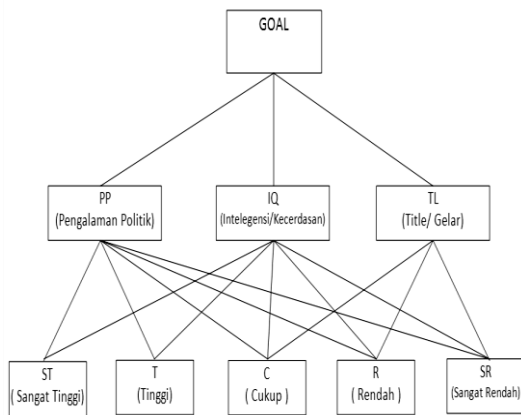 GOAL
PP
(Pengalaman Politik)
IQ
(Intelegensi/Kecerdasan)
TL
(Title/ Gelar)
ST
( Sangat Tinggi)
T
(Tinggi)
C
( Cukup)
R
( Rendah )
SR
(Sangat Rendah)